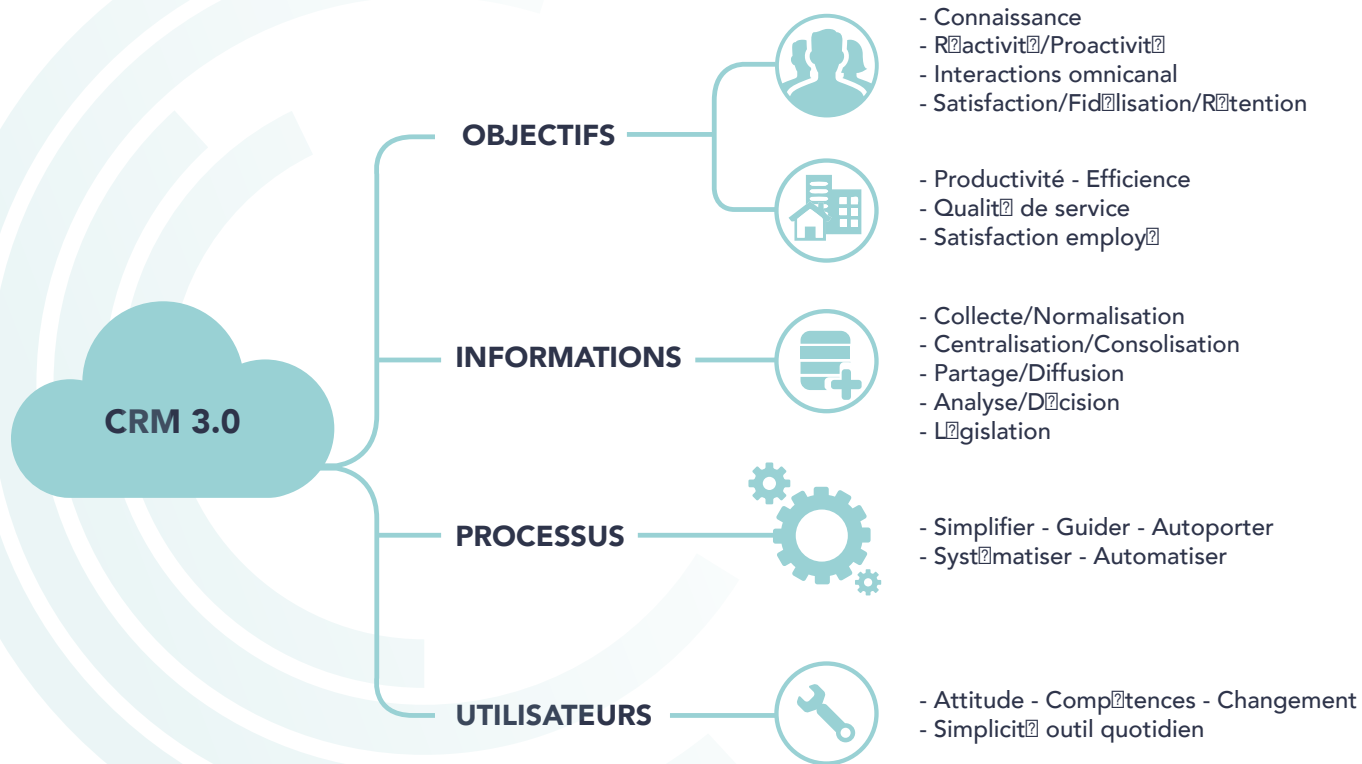 - Connaissance
- R⍰activit⍰/Proactivit⍰
- Interactions omnicanal
- Satisfaction/Fid⍰lisation/R⍰tention
OBJECTIFS
- Productivité - Efficience
- Qualit⍰ de service
- Satisfaction employ⍰
CRM 3.0
INFORMATIONS
- Collecte/Normalisation
- Centralisation/Consolisation
- Partage/Diffusion
- Analyse/D⍰cision
- L⍰gislation
PROCESSUS
- Simplifier - Guider - Autoporter
- Syst⍰matiser - Automatiser
UTILISATEURS
- Attitude - Comp⍰tences - Changement
- Simplicit⍰ outil quotidien